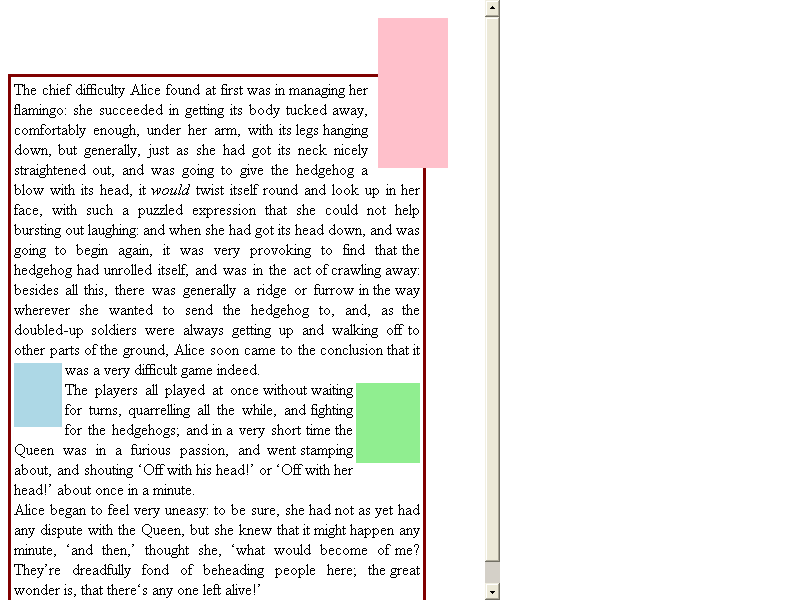 The chief difficulty Alice found at first was in managing her
flamingo: she succeeded in getting its body tucked away,
comfortably enough, under her arm, with its legs hanging
down, but generally, just as she had got its neck nicely
straightened out, and was going to give the hedgehog a
blow with its head, it would twist itself round and look up in her
face, with such a puzzled expression that she could not help
bursting out laughing: and when she had got its head down, and was
going to begin again, it was very provoking to find that the
hedgehog had unrolled itself, and was in the act of crawling away:
besides all this, there was generally a ridge or furrow in the way
wherever she wanted to send the hedgehog to, and, as the
doubled-up soldiers were always getting up and walking off to
other parts of the ground, Alice soon came to the conclusion that it
was a very difficult game indeed.
The players all played at once without waiting
for turns, quarrelling all the while, and fighting
for the hedgehogs; and in a very short time the
Queen was in a furious passion, and went stamping
about, and shouting ‘Off with his head!’ or ‘Off with her
head!’ about once in a minute.
Alice began to feel very uneasy: to be sure, she had not as yet had
any dispute with the Queen, but she knew that it might happen any
minute, ‘and then,’ thought she, ‘what would become of me?
They’re dreadfully fond of beheading people here; the great
wonder is, that there‘s any one left alive!’